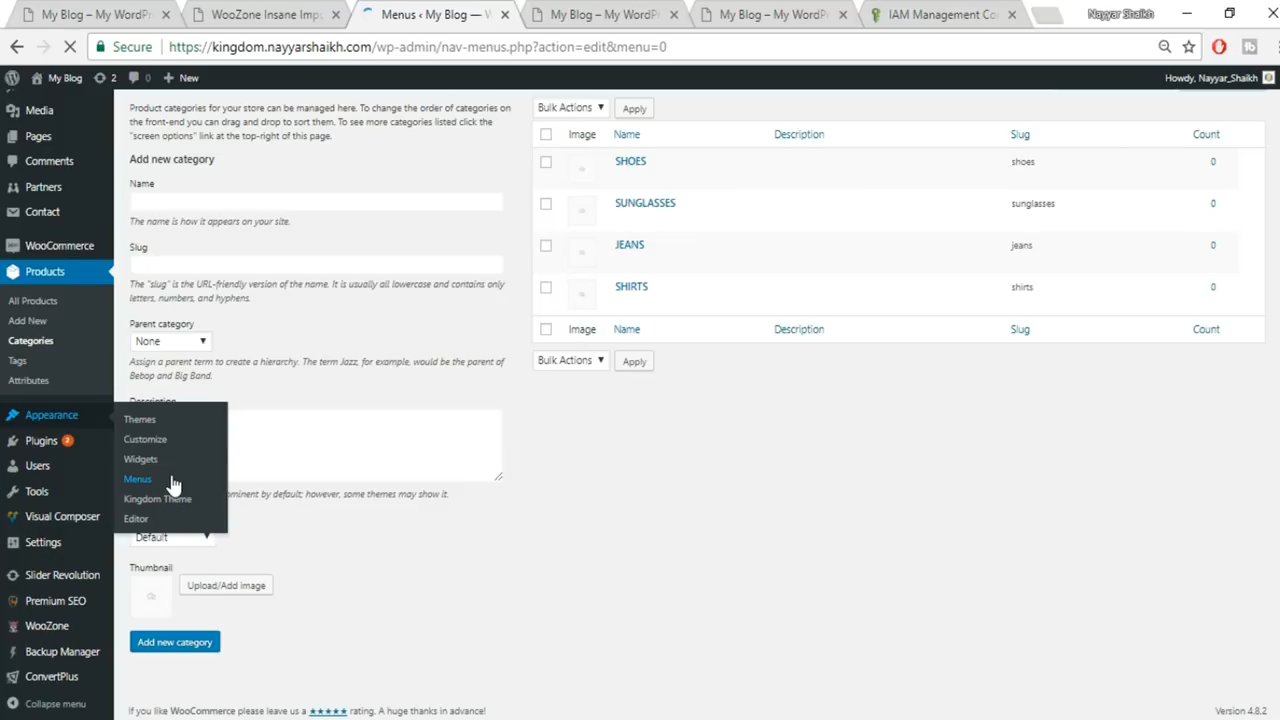 My Blog – My WordPr
WooZone Insane Imp
Menus ‹ My Blog — W
My Blog – My WordPr
My Blog – My WordPr
IAM Management Co
Nayyar Shaikh
Secure
https://kingdom.nayyarshaikh.com/wp-admin/nav-menus.php?action=edit&menu=0
My Blog
2
0
New
Howdy, Nayyar_Shaikh
Media
Pages
Comments
Partners
Contact
WooCommerce
Products
All Products
Add New
Categories
Tags
Attributes
Appearance
Plugins 2
Users
Tools
Visual Composer
Settings
Slider Revolution
Premium SEO
WooZone
Backup Manager
ConvertPlus
Collapse menu
Themes
Customize
Widgets
Menus
Kingdom Theme
Editor
Product categories for your store can be managed here. To change the order of categories on
the front-end you can drag and drop to sort them. To see more categories listed click the
"screen options" link at the top-right of this page.
Add new category
Name
The name is how it appears on your site.
Slug
The "slug" is the URL-friendly version of the name. It is usually all lowercase and contains only
letters, numbers, and hyphens.
Parent category
None
Assign a parent term to create a hierarchy. The term Jazz, for example, would be the parent of
Bebop and Big Band.
Description
ominent by default; however, some themes may show it.
Default
Thumbnail
Upload/Add image
Add new category
Bulk Actions
Apply
Image Name Description Slug Count
SHOES shoes 0
SUNGLASSES sunglasses 0
JEANS jeans 0
SHIRTS shirts 0
Image Name Description Slug Count
Bulk Actions
Apply
If you like WooCommerce please leave us a ★★★★★ rating. A huge thanks in advance!
Version 4.8.2